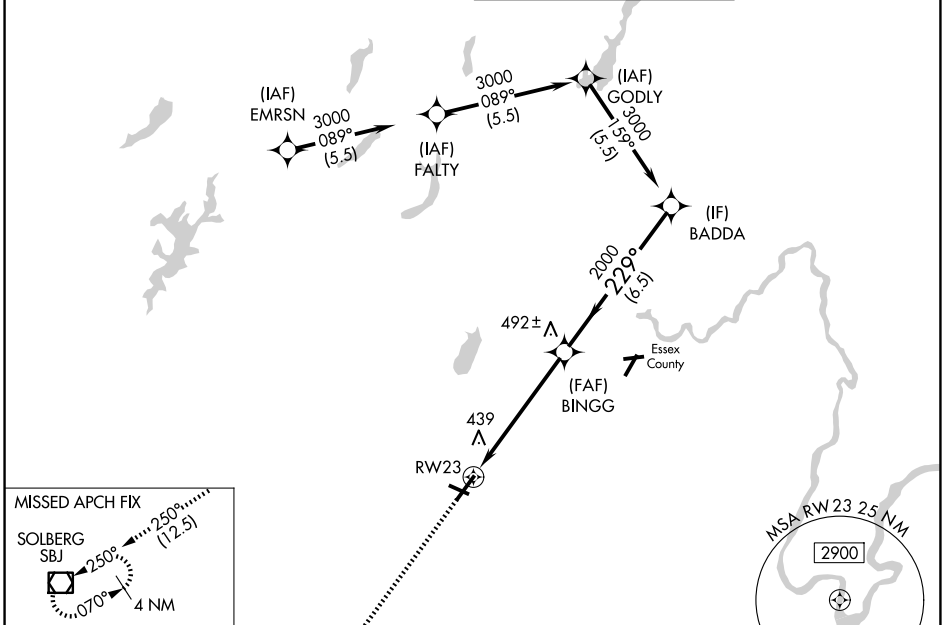 (IAF)
EMRSN
3000
089°
(5.5)
(IAF)
FALTY
3000
089°
(5.5)
(IAF)
GODLY
3000
159°
(5.5)
(IF)
BADDA
2000
229°
(6.5)
492±
Essex
County
(FAF)
BINGG
439
RW23
MISSED APCH FIX
SOLBERG
SBJ
250°
(12.5)
250°
070°
4 NM
MSA RW23 25 NM
2900